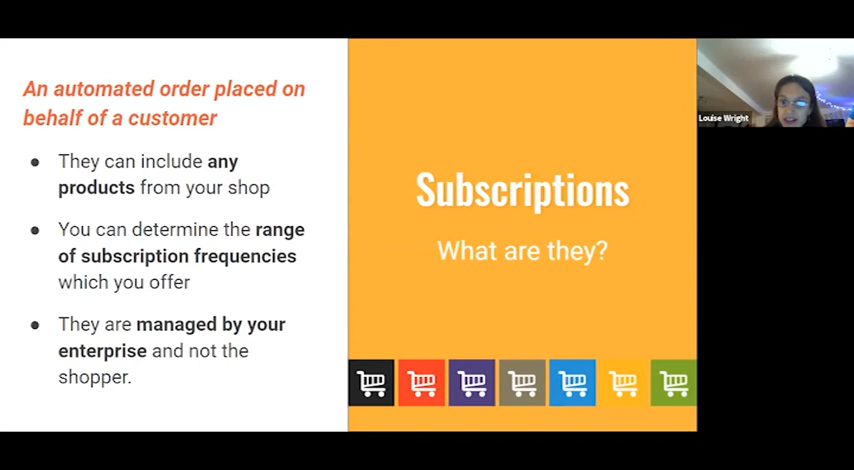 An automated order placed on
behalf of a customer
● They can include any
products from your shop
● You can determine the range
of subscription frequencies
which you offer
● They are managed by your
enterprise and not the
shopper.
Subscriptions
What are they?
Louise Wright